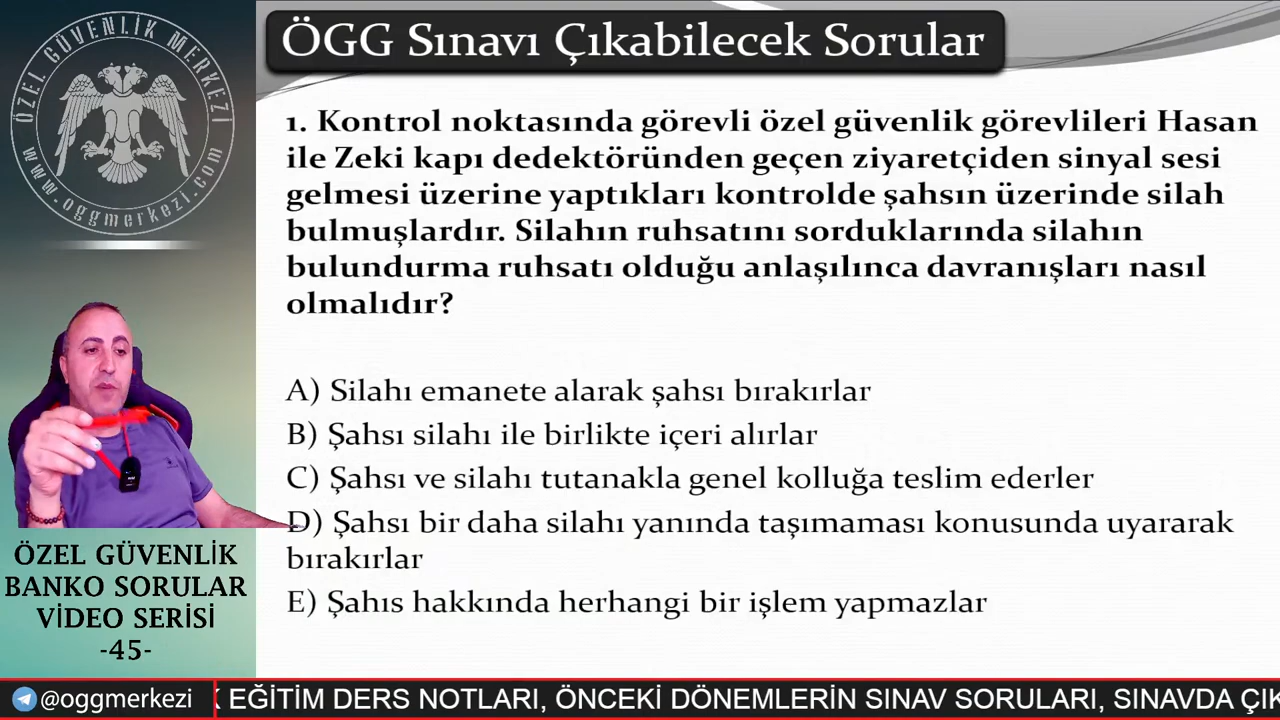 ÖZEL GÜVENLİK MERKEZİ
www.oggmerkezi.com
ÖGG Sınavı Çıkabilecek Sorular
1. Kontrol noktasında görevli özel güvenlik görevlileri Hasan
ile Zeki kapı dedektöründen geçen ziyaretçiden sinyal sesi
gelmesi üzerine yaptıkları kontrolde şahsın üzerinde silah
bulmuşlardır. Silahın ruhsatını sorduklarında silahın
bulundurma ruhsatı olduğu anlaşılınca davranışları nasıl
olmalıdır?
A) Silahı emanete alarak şahsı bırakırlar
B) Şahsı silahı ile birlikte içeri alırlar
C) Şahsı ve silahı tutanakla genel kolluğa teslim ederler
D) Şahsı bir daha silahı yanında taşımaması konusunda uyararak
bırakırlar
E) Şahıs hakkında herhangi bir işlem yapmazlar
ÖZEL GÜVENLİK
BANKO SORULAR
VİDEO SERİSİ
-45-
@oggmerkezi
K EĞİTİM DERS NOTLARI, ÖNCEKİ DÖNEMLERİN SINAV SORULARI, SINAVDA ÇIK